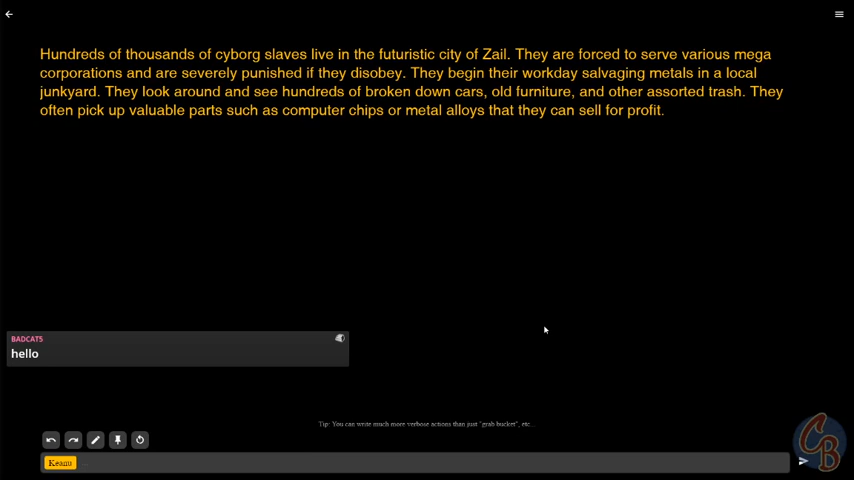 Hundreds of thousands of cyborg slaves live in the futuristic city of Zail. They are forced to serve various mega
corporations and are severely punished if they disobey. They begin their workday salvaging metals in a local
junkyard. They look around and see hundreds of broken down cars, old furniture, and other assorted trash. They
often pick up valuable parts such as computer chips or metal alloys that they can sell for profit.
BADCAT5
hello
Tip: You can write much more verbose actions than just "grab bucket", etc...
Keanu ...
CB